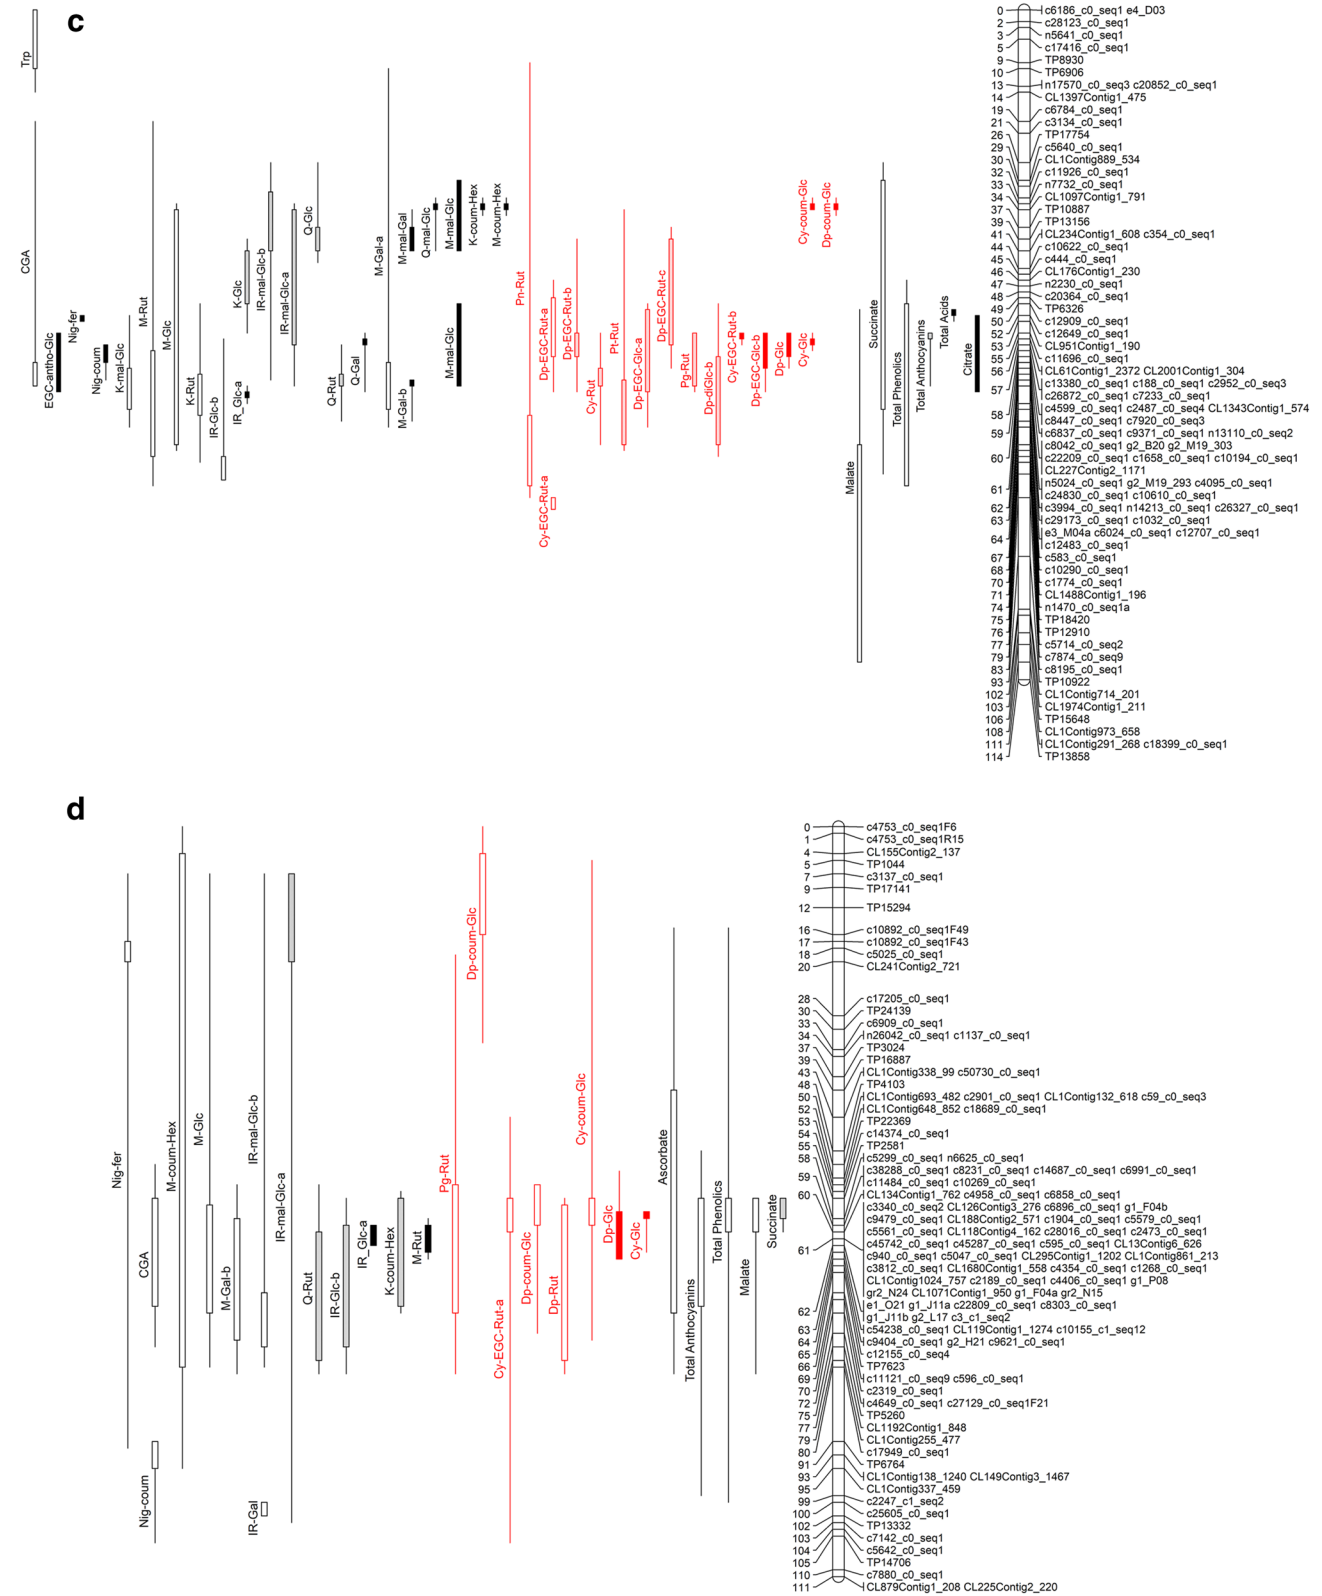 c
Trp
CGA
EGC-antho-Glc
Nig-fer
Nig-coum
K-mal-Glc
M-Rut
M-Glc
K-Rut
IR-Glc-b
IR_Glc-a
K-Glc
IR-mal-Glc-b
IR-mal-Glc-a
Q-Glc
Q-Rut
Q-Gal
M-Gal-a
M-Gal-b
M-mal-Gal
Q-mal-Glc
M-mal-Glc
M-mal-Glc
K-coum-Hex
M-coum-Hex
Pn-Rut
Cy-EGC-Rut-a
Dp-EGC-Rut-a
Dp-EGC-Rut-b
Cy-Rut
Pt-Rut
Dp-EGC-Glc-a
Dp-EGC-Rut-c
Pg-Rut
Dp-diGlc-b
Cy-EGC-Rut-b
Dp-EGC-Glc-b
Dp-Glc
Cy-Glc
Cy-coum-Glc
Dp-coum-Glc
Malate
Succinate
Total Phenolics
Total Anthocyanins
Total Acids
Citrate
0 c6186_c0_seq1 e4_D03
2 c28123_c0_seq1
3 n5641_c0_seq1
5 c17416_c0_seq1
9 TP8930
10 TP6906
13 n17570_c0_seq3 c20852_c0_seq1
14 CL1397Contig1_475
19 c6784_c0_seq1
21 c3134_c0_seq1
26 TP17754
29 c5640_c0_seq1
30 CL1Contig889_534
32 c11926_c0_seq1
33 n7732_c0_seq1
34 CL1097Contig1_791
37 TP10887
39 TP13156
41 CL234Contig1_608 c354_c0_seq1
44 c10622_c0_seq1
45 c444_c0_seq1
46 CL176Contig1_230
47 n2230_c0_seq1
48 c20364_c0_seq1
49 TP6326
50 c12909_c0_seq1
52 c12649_c0_seq1
53 CL951Contig1_190
55 c11696_c0_seq1
56 CL61Contig1_2372 CL2001Contig1_304
c13380_c0_seq1 c188_c0_seq1 c2952_c0_seq3
57 c26872_c0_seq1 c7233_c0_seq1
c4599_c0_seq1 c2487_c0_seq4 CL1343Contig1_574
58 c8447_c0_seq1 c7920_c0_seq3
59 c6837_c0_seq1 c9371_c0_seq1 n13110_c0_seq2
c8042_c0_seq1 g2_B20 g2_M19_303
60 c22209_c0_seq1 c1658_c0_seq1 c10194_c0_seq1
CL227Contig2_1171
n5024_c0_seq1 g2_M19_293 c4095_c0_seq1
61 c24830_c0_seq1 c10610_c0_seq1
62 c3994_c0_seq1 n14213_c0_seq1 c26327_c0_seq1
63 c29173_c0_seq1 c1032_c0_seq1
e3_M04a c6024_c0_seq1 c12707_c0_seq1
64 c12483_c0_seq1
67 c583_c0_seq1
68 c10290_c0_seq1
70 c1774_c0_seq1
71 CL1488Contig1_196
74 n1470_c0_seq1a
75 TP18420
76 TP12910
77 c5714_c0_seq2
79 c7874_c0_seq9
83 c8195_c0_seq1
93 TP10922
102 CL1Contig714_201
103 CL1974Contig1_211
106 TP15648
108 CL1Contig973_658
111 CL1Contig291_268 c18399_c0_seq1
114 TP13858
d
Nig-fer
Nig-coum
CGA
M-coum-Hex
M-Glc
M-Gal-b
IR-mal-Glc-b
IR-Gal
IR-mal-Glc-a
Q-Rut
IR-Glc-b
IR_Glc-a
K-coum-Hex
M-Rut
Pg-Rut
Dp-coum-Glc
Cy-EGC-Rut-a
Dp-coum-Glc
Dp-Rut
Cy-coum-Glc
Dp-Glc
Cy-Glc
Ascorbate
Total Anthocyanins
Total Phenolics
Malate
Succinate
0 c4753_c0_seq1F6
1 c4753_c0_seq1R15
4 CL155Contig2_137
5 TP1044
7 c3137_c0_seq1
9 TP17141
12 TP15294
16 c10892_c0_seq1F49
17 c10892_c0_seq1F43
18 c5025_c0_seq1
20 CL241Contig2_721
28 c17205_c0_seq1
30 TP24139
33 c6909_c0_seq1
34 n26042_c0_seq1 c1137_c0_seq1
37 TP3024
39 TP16887
43 CL1Contig338_99 c50730_c0_seq1
48 TP4103
50 CL1Contig693_482 c2901_c0_seq1 CL1Contig132_618 c59_c0_seq3
52 CL1Contig648_852 c18689_c0_seq1
53 TP22369
54 c14374_c0_seq1
55 TP2581
58 c5299_c0_seq1 n6625_c0_seq1
59 c38288_c0_seq1 c8231_c0_seq1 c14687_c0_seq1 c6991_c0_seq1
c11484_c0_seq1 c10269_c0_seq1
60 CL134Contig1_762 c4958_c0_seq1 c6858_c0_seq1
c3340_c0_seq2 CL126Contig3_276 c6896_c0_seq1 g1_F04b
c9479_c0_seq1 CL188Contig2_571 c1904_c0_seq1 c5579_c0_seq1
c5561_c0_seq1 CL118Contig4_162 c28016_c0_seq1 c2473_c0_seq1
61 c45742_c0_seq1 c45287_c0_seq1 c595_c0_seq1 CL13Contig6_626
c940_c0_seq1 c5047_c0_seq1 CL295Contig1_1202 CL1Contig861_213
c3812_c0_seq1 CL1680Contig1_558 c4354_c0_seq1 c1268_c0_seq1
CL1Contig1024_757 c2189_c0_seq1 c4406_c0_seq1 g1_P08
gr2_N24 CL1071Contig1_950 g1_F04a gr2_N15
62 e1_O21 g1_J11a c22809_c0_seq1 c8303_c0_seq1
g1_J11b g2_L17 c3_c1_seq2
63 c54238_c0_seq1 CL119Contig1_1274 c10155_c1_seq12
64 c9404_c0_seq1 g2_H21 c9621_c0_seq1
65 c12155_c0_seq4
66 TP7623
69 c11121_c0_seq9 c596_c0_seq1
70 c2319_c0_seq1
72 c4649_c0_seq1 c27129_c0_seq1F21
75 TP5260
77 CL1192Contig1_848
79 CL1Contig255_477
80 c17949_c0_seq1
91 TP6764
93 CL1Contig138_1240 CL149Contig3_1467
95 CL1Contig337_459
99 c2247_c1_seq2
100 c25605_c0_seq1
102 TP13332
103 c7142_c0_seq1
104 c5642_c0_seq1
105 TP14706
110 c7880_c0_seq1
111 CL879Contig1_208 CL225Contig2_220